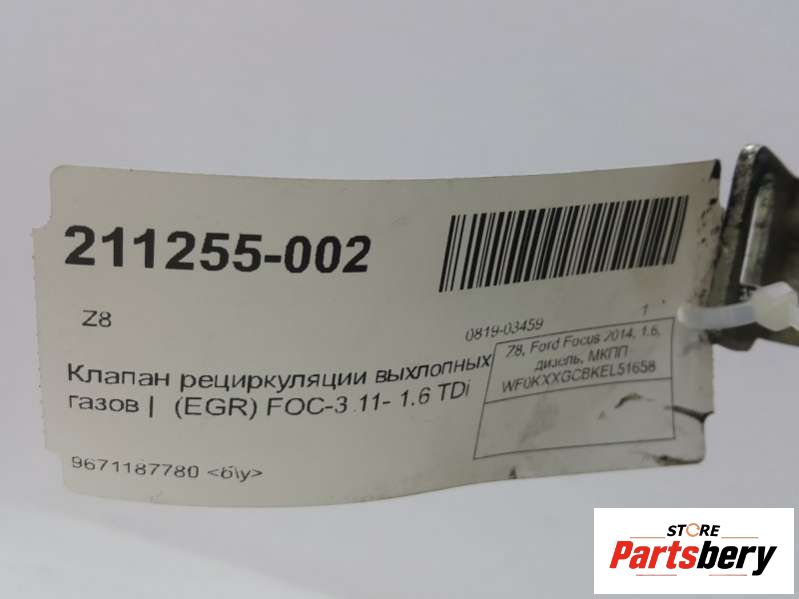 211255-002
Z8
0819-03459 1
Z8, Ford Focus 2014, 1.6,
дизель, МКПП
WF0KXXGCBKEL51658
Клапан рециркуляции выхлопных
газов | (EGR) FOC-3 11- 1.6 TDi
9671187780 <б\у>
STORE
Partsbery